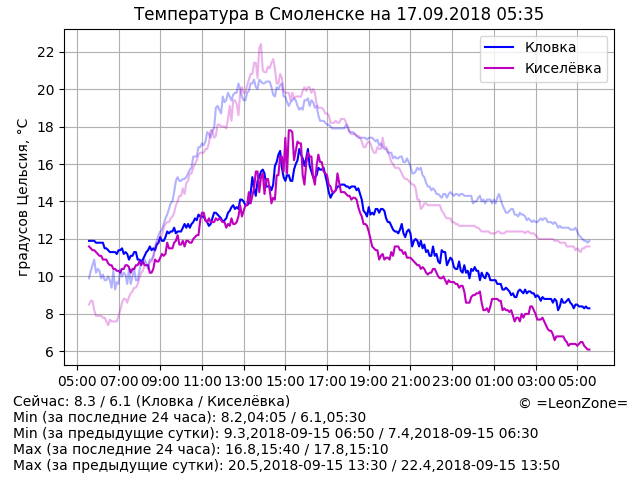 Температура в Смоленске на 17.09.2018 05:35
Кловка
Киселёвка
градусов Цельсия, °C
22
20
18
16
14
12
10
8
6
05:00 07:00 09:00 11:00 13:00 15:00 17:00 19:00 21:00 23:00 01:00 03:00 05:00
Сейчас: 8.3 / 6.1 (Кловка / Киселёвка)
© =LeonZone=
Min (за последние 24 часа): 8.2,04:05 / 6.1,05:30
Min (за предыдущие сутки): 9.3,2018-09-15 06:50 / 7.4,2018-09-15 06:30
Max (за последние 24 часа): 16.8,15:40 / 17.8,15:10
Max (за предыдущие сутки): 20.5,2018-09-15 13:30 / 22.4,2018-09-15 13:50